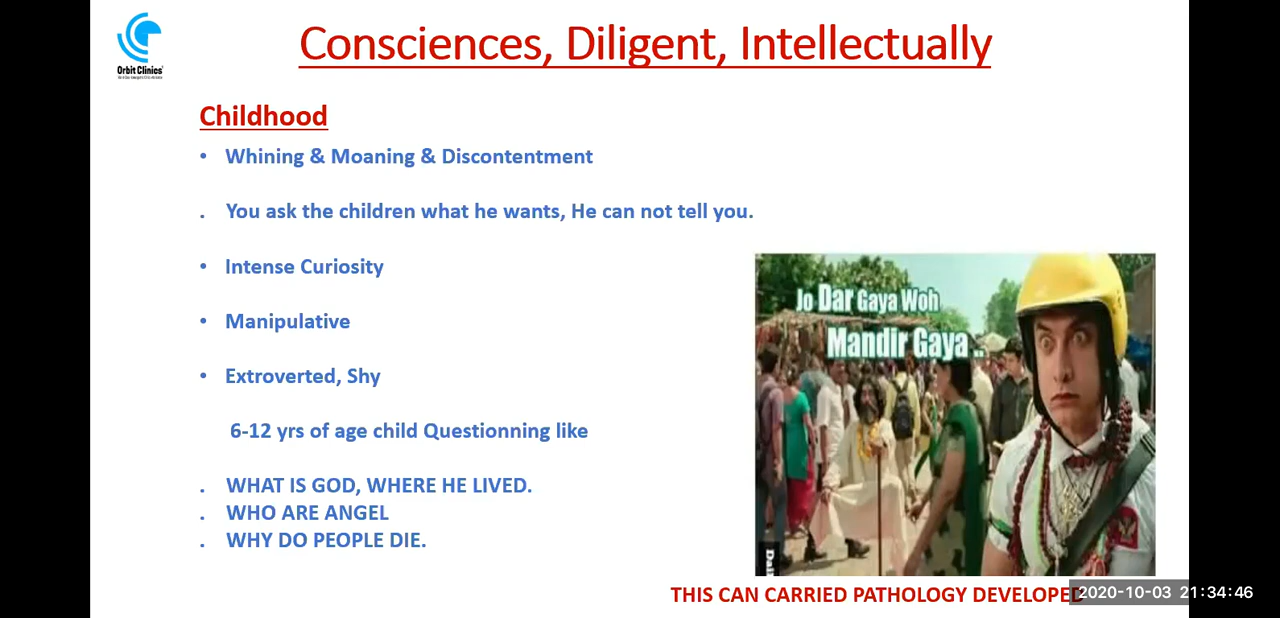 Orbit Clinics
Consciences, Diligent, Intellectually
Childhood
• Whining & Moaning & Discontentment
. You ask the children what he wants, He can not tell you.
• Intense Curiosity
• Manipulative
• Extroverted, Shy
6-12 yrs of age child Questionning like
. WHAT IS GOD, WHERE HE LIVED.
. WHO ARE ANGEL
. WHY DO PEOPLE DIE.
Jo Dar Gaya Woh
Mandir Gaya ..
THIS CAN CARRIED PATHOLOGY DEVELOPED
2020-10-03 21:34:46